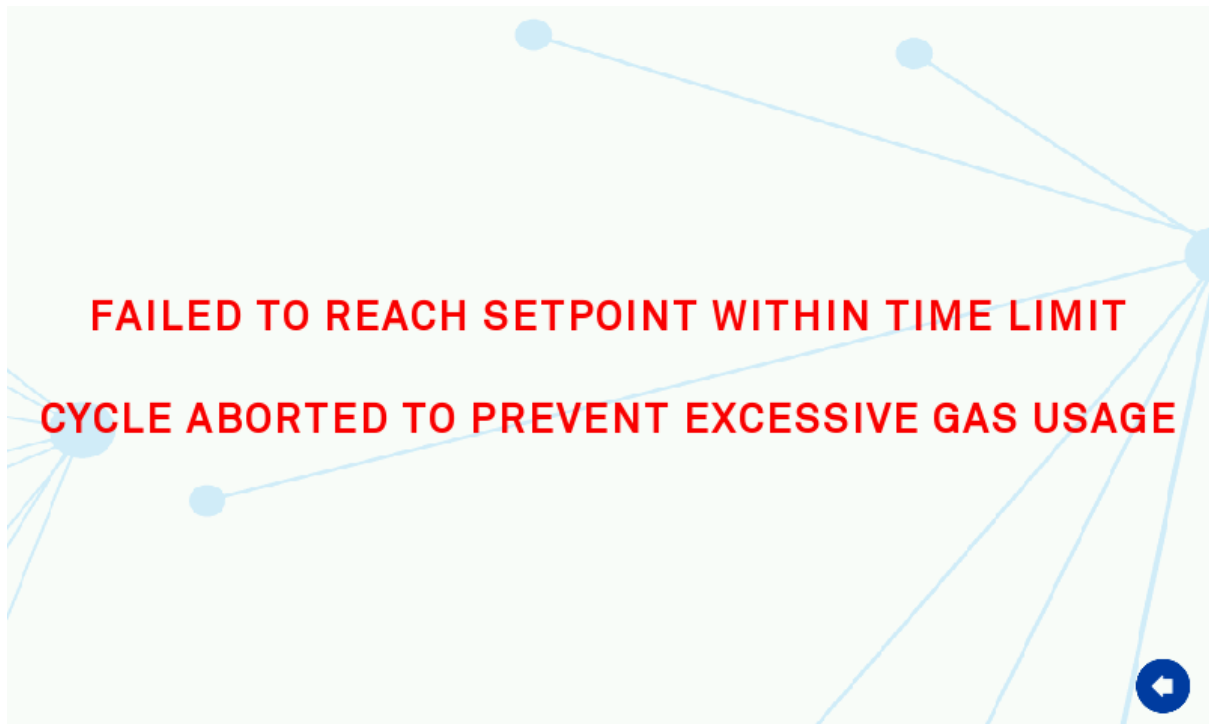 FAILED TO REACH SETPOINT WITHIN TIME LIMIT
CYCLE ABORTED TO PREVENT EXCESSIVE GAS USAGE